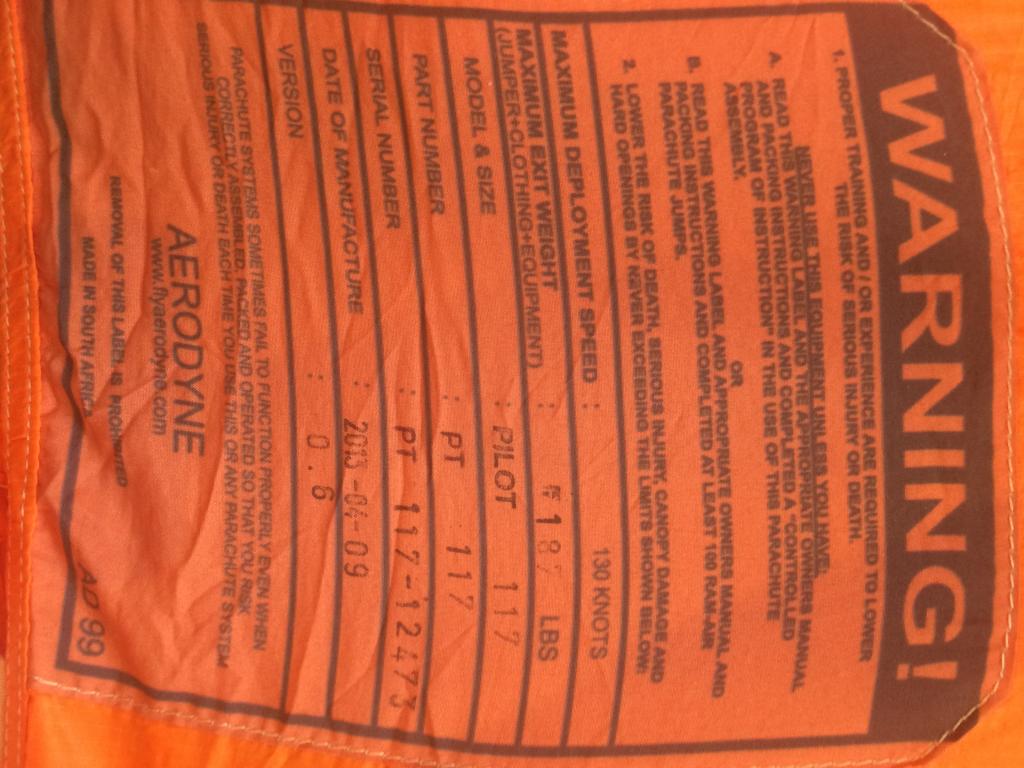 WARNING!
1. PROPER TRAINING AND / OR EXPERIENCE ARE REQUIRED TO LOWER
THE RISK OF SERIOUS INJURY OR DEATH.
NEVER USE THIS EQUIPMENT UNLESS YOU HAVE:
A. READ THIS WARNING LABEL AND THE APPROPRIATE OWNERS MANUAL
AND PACKING INSTRUCTIONS AND COMPLETED A "CONTROLLED
PROGRAM OF INSTRUCTION" IN THE USE OF THIS PARACHUTE
ASSEMBLY.
OR
B. READ THIS WARNING LABEL AND APPROPRIATE OWNERS MANUAL AND
PACKING INSTRUCTIONS AND COMPLETED AT LEAST 100 RAM-AIR
PARACHUTE JUMPS.
2. LOWER THE RISK OF DEATH, SERIOUS INJURY, CANOPY DAMAGE AND
HARD OPENINGS BY NEVER EXCEEDING THE LIMITS SHOWN BELOW:
MAXIMUM DEPLOYMENT SPEED : 130 KNOTS
MAXIMUM EXIT WEIGHT : 187 LBS
(JUMPER+CLOTHING+EQUIPMENT)
MODEL & SIZE : PILOT 117
PART NUMBER : PT 117
SERIAL NUMBER : PT 117-12473
DATE OF MANUFACTURE : 2013-04-09
VERSION : 0.6
PARACHUTE SYSTEMS SOMETIMES FAIL TO FUNCTION PROPERLY EVEN WHEN
CORRECTLY ASSEMBLED, PACKED AND OPERATED SO THAT YOU RISK
SERIOUS INJURY OR DEATH EACH TIME YOU USE THIS OR ANY PARACHUTE SYSTEM
AERODYNE
www.flyaerodyne.com
REMOVAL OF THIS LABEL IS PROHIBITED
MADE IN SOUTH AFRICA
AD 99